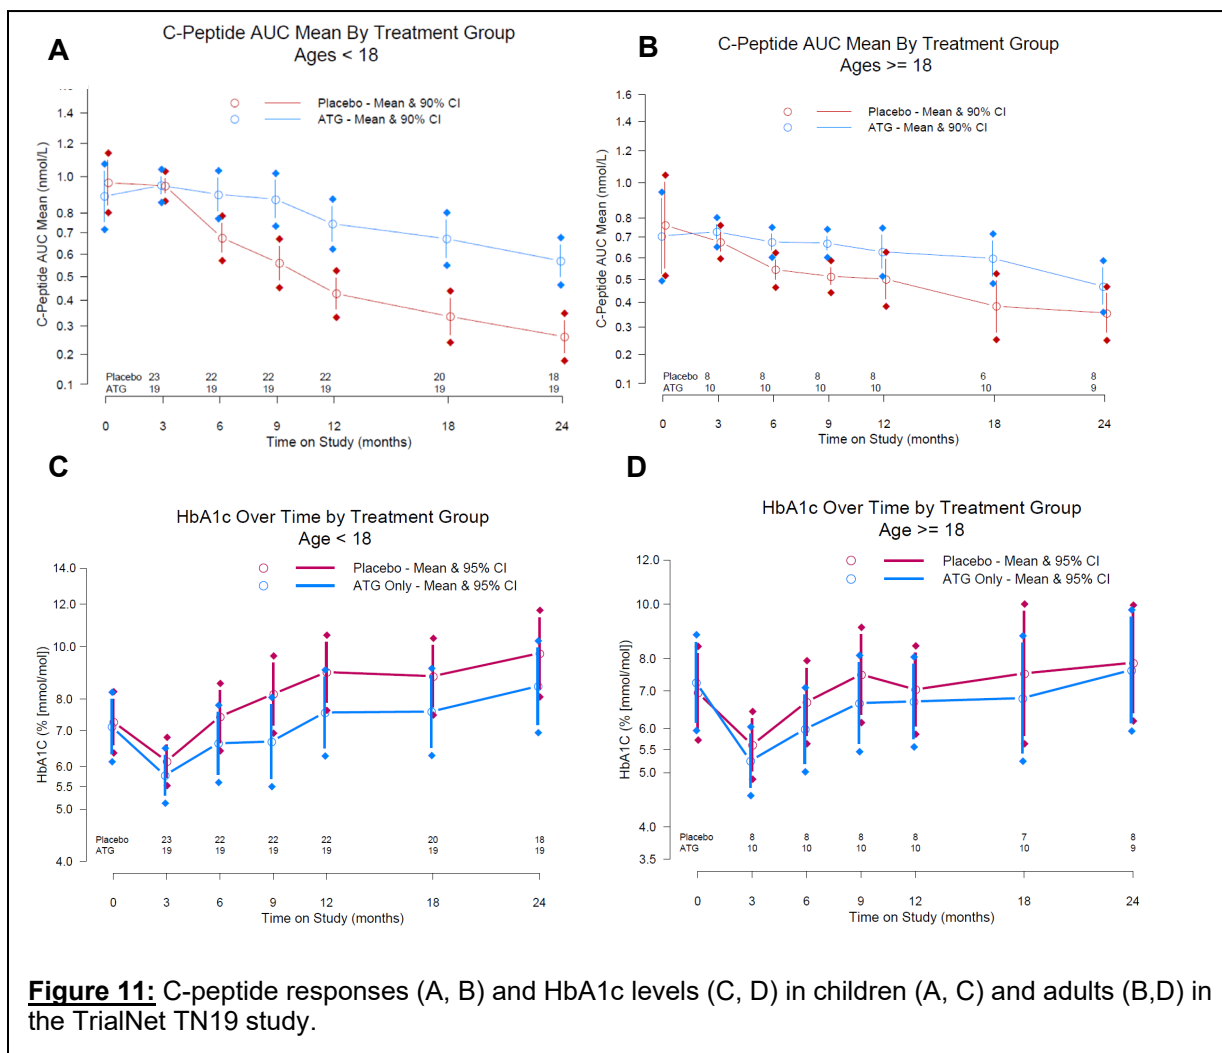 A
C-Peptide AUC Mean By Treatment Group
Ages < 18
Placebo - Mean & 90% CI
ATG - Mean & 90% CI
C-Peptide AUC Mean (nmol/L)
1.4
1.2
1.0
0.8
0.7
0.6
0.5
0.4
0.3
0.2
0.1
Placebo 23 22 22 22 20 18
ATG 19 19 19 19 19 19
0 3 6 9 12 18 24
Time on Study (months)
B
C-Peptide AUC Mean By Treatment Group
Ages >= 18
Placebo - Mean & 90% CI
ATG - Mean & 90% CI
C-Peptide AUC Mean (nmol/L)
1.6
1.4
1.2
1.0
0.8
0.7
0.6
0.5
0.4
0.3
0.2
0.1
Placebo 8 8 8 8 6 8
ATG 10 10 10 10 10 9
0 3 6 9 12 18 24
Time on Study (months)
C
HbA1c Over Time by Treatment Group
Age < 18
Placebo - Mean & 95% CI
ATG Only - Mean & 95% CI
HbA1C (% [mmol/mol])
14.0
12.0
10.0
8.0
7.0
6.0
5.5
5.0
4.0
Placebo 23 22 22 22 20 18
ATG 19 19 19 19 19 19
0 3 6 9 12 18 24
Time on Study (months)
D
HbA1c Over Time by Treatment Group
Age >= 18
Placebo - Mean & 95% CI
ATG Only - Mean & 95% CI
HbA1C (% [mmol/mol])
12.0
10.0
8.0
7.0
6.0
5.5
5.0
4.0
3.5
Placebo 8 8 8 8 7 8
ATG 10 10 10 10 10 9
0 3 6 9 12 18 24
Time on Study (months)
Figure 11: C-peptide responses (A, B) and HbA1c levels (C, D) in children (A, C) and adults (B,D) in
the TrialNet TN19 study.